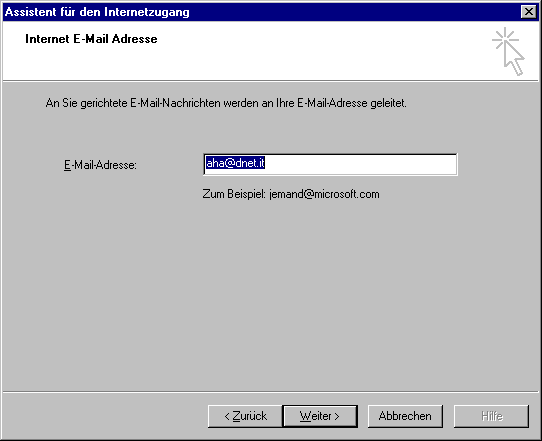 Assistent für den Internetzugang
Internet E-Mail Adresse
An Sie gerichtete E-Mail-Nachrichten werden an Ihre E-Mail-Adresse geleitet.
E-Mail-Adresse: aha@dnet.it
Zum Beispiel: jemand@microsoft.com
< Zurück Weiter > Abbrechen Hilfe